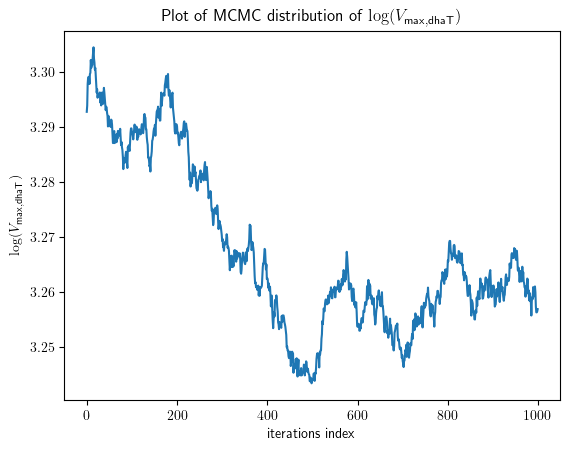 Plot of MCMC distribution of log(V_max,dhaT)
3.30
3.29
3.28
3.27
3.26
3.25
log(V_max,dhaT)
0 200 400 600 800 1000
iterations index